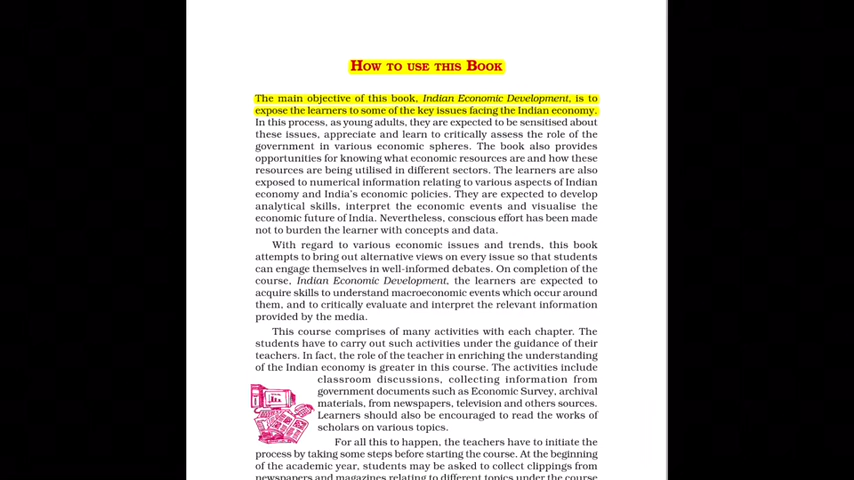 HOW TO USE THIS BOOK
The main objective of this book, Indian Economic Development, is to
expose the learners to some of the key issues facing the Indian economy.
In this process, as young adults, they are expected to be sensitised about
these issues, appreciate and learn to critically assess the role of the
government in various economic spheres. The book also provides
opportunities for knowing what economic resources are and how these
resources are being utilised in different sectors. The learners are also
exposed to numerical information relating to various aspects of Indian
economy and India's economic policies. They are expected to develop
analytical skills, interpret the economic events and visualise the
economic future of India. Nevertheless, conscious effort has been made
not to burden the learner with concepts and data.
With regard to various economic issues and trends, this book
attempts to bring out alternative views on every issue so that students
can engage themselves in well-informed debates. On completion of the
course, Indian Economic Development, the learners are expected to
acquire skills to understand macroeconomic events which occur around
them, and to critically evaluate and interpret the relevant information
provided by the media.
This course comprises of many activities with each chapter. The
students have to carry out such activities under the guidance of their
teachers. In fact, the role of the teacher in enriching the understanding
of the Indian economy is greater in this course. The activities include
classroom discussions, collecting information from
government documents such as Economic Survey, archival
materials, from newspapers, television and others sources.
Learners should also be encouraged to read the works of
scholars on various topics.
For all this to happen, the teachers have to initiate the
process by taking some steps before starting the course. At the beginning
of the academic year, students may be asked to collect clippings from
newspapers and magazines relating to different topics under the course